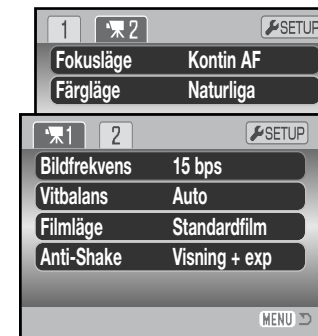 1 2 SETUP
Fokusläge Kontin AF
Färgläge Naturliga
1 2 SETUP
Bildfrekvens 15 bps
Vitbalans Auto
Filmläge Standardfilm
Anti-Shake Visning + exp
MENU